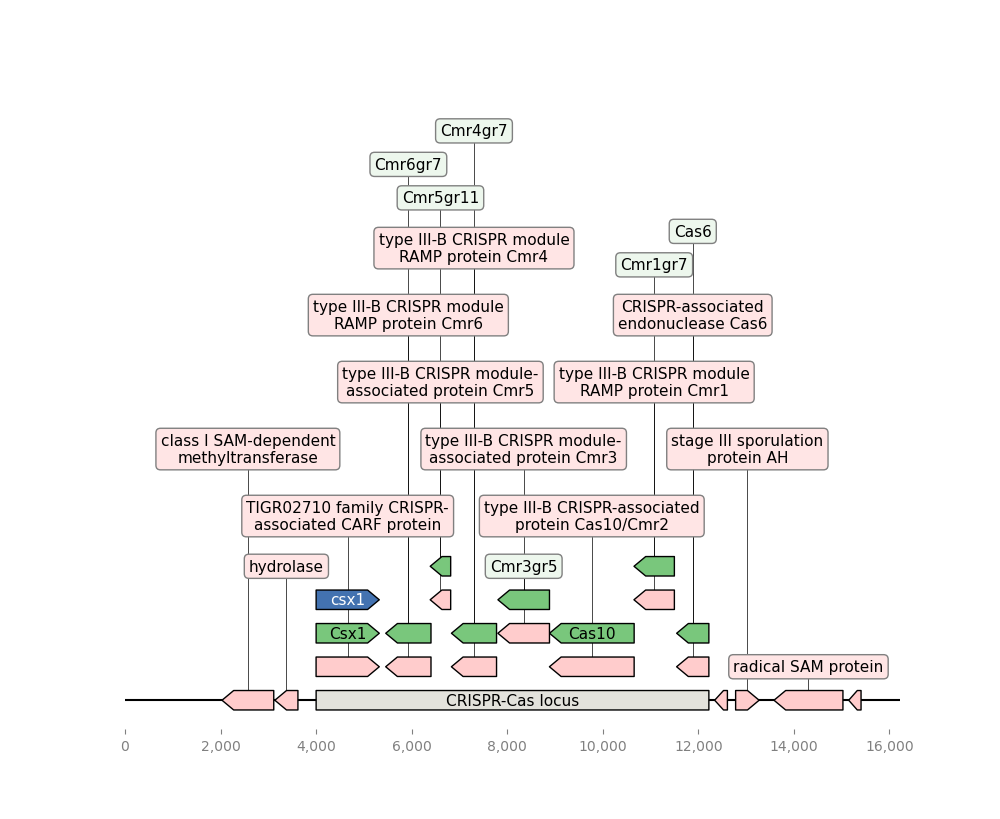 Cmr4gr7
Cmr6gr7
Cmr5gr11
Cas6
type III-B CRISPR module
RAMP protein Cmr4
Cmr1gr7
type III-B CRISPR module
RAMP protein Cmr6
CRISPR-associated
endonuclease Cas6
type III-B CRISPR module-
associated protein Cmr5
type III-B CRISPR module
RAMP protein Cmr1
class I SAM-dependent
methyltransferase
type III-B CRISPR module-
associated protein Cmr3
stage III sporulation
protein AH
TIGR02710 family CRISPR-
associated CARF protein
type III-B CRISPR-associated
protein Cas10/Cmr2
hydrolase
Cmr3gr5
csx1
Csx1
Cas10
radical SAM protein
CRISPR-Cas locus
0
2,000
4,000
6,000
8,000
10,000
12,000
14,000
16,000